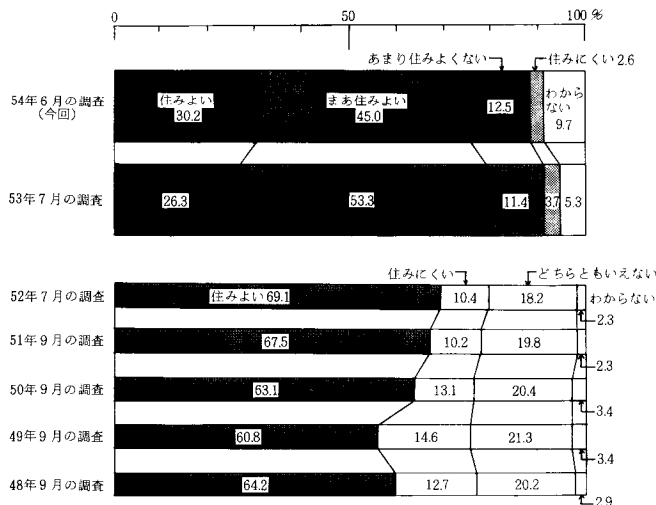 0 50 100 %
あまり住みよくない 住みにくい 2.6
54年6月の調査
(今回)
住みよい
30.2
まあ住みよい
45.0
12.5
わから
ない
9.7
53年7月の調査 26.3 53.3 11.4 3.7 5.3
住みにくい どちらともいえない
52年7月の調査 住みよい 69.1 10.4 18.2 わからない
2.3
51年9月の調査 67.5 10.2 19.8
2.3
50年9月の調査 63.1 13.1 20.4
3.4
49年9月の調査 60.8 14.6 21.3
3.4
48年9月の調査 64.2 12.7 20.2
2.9